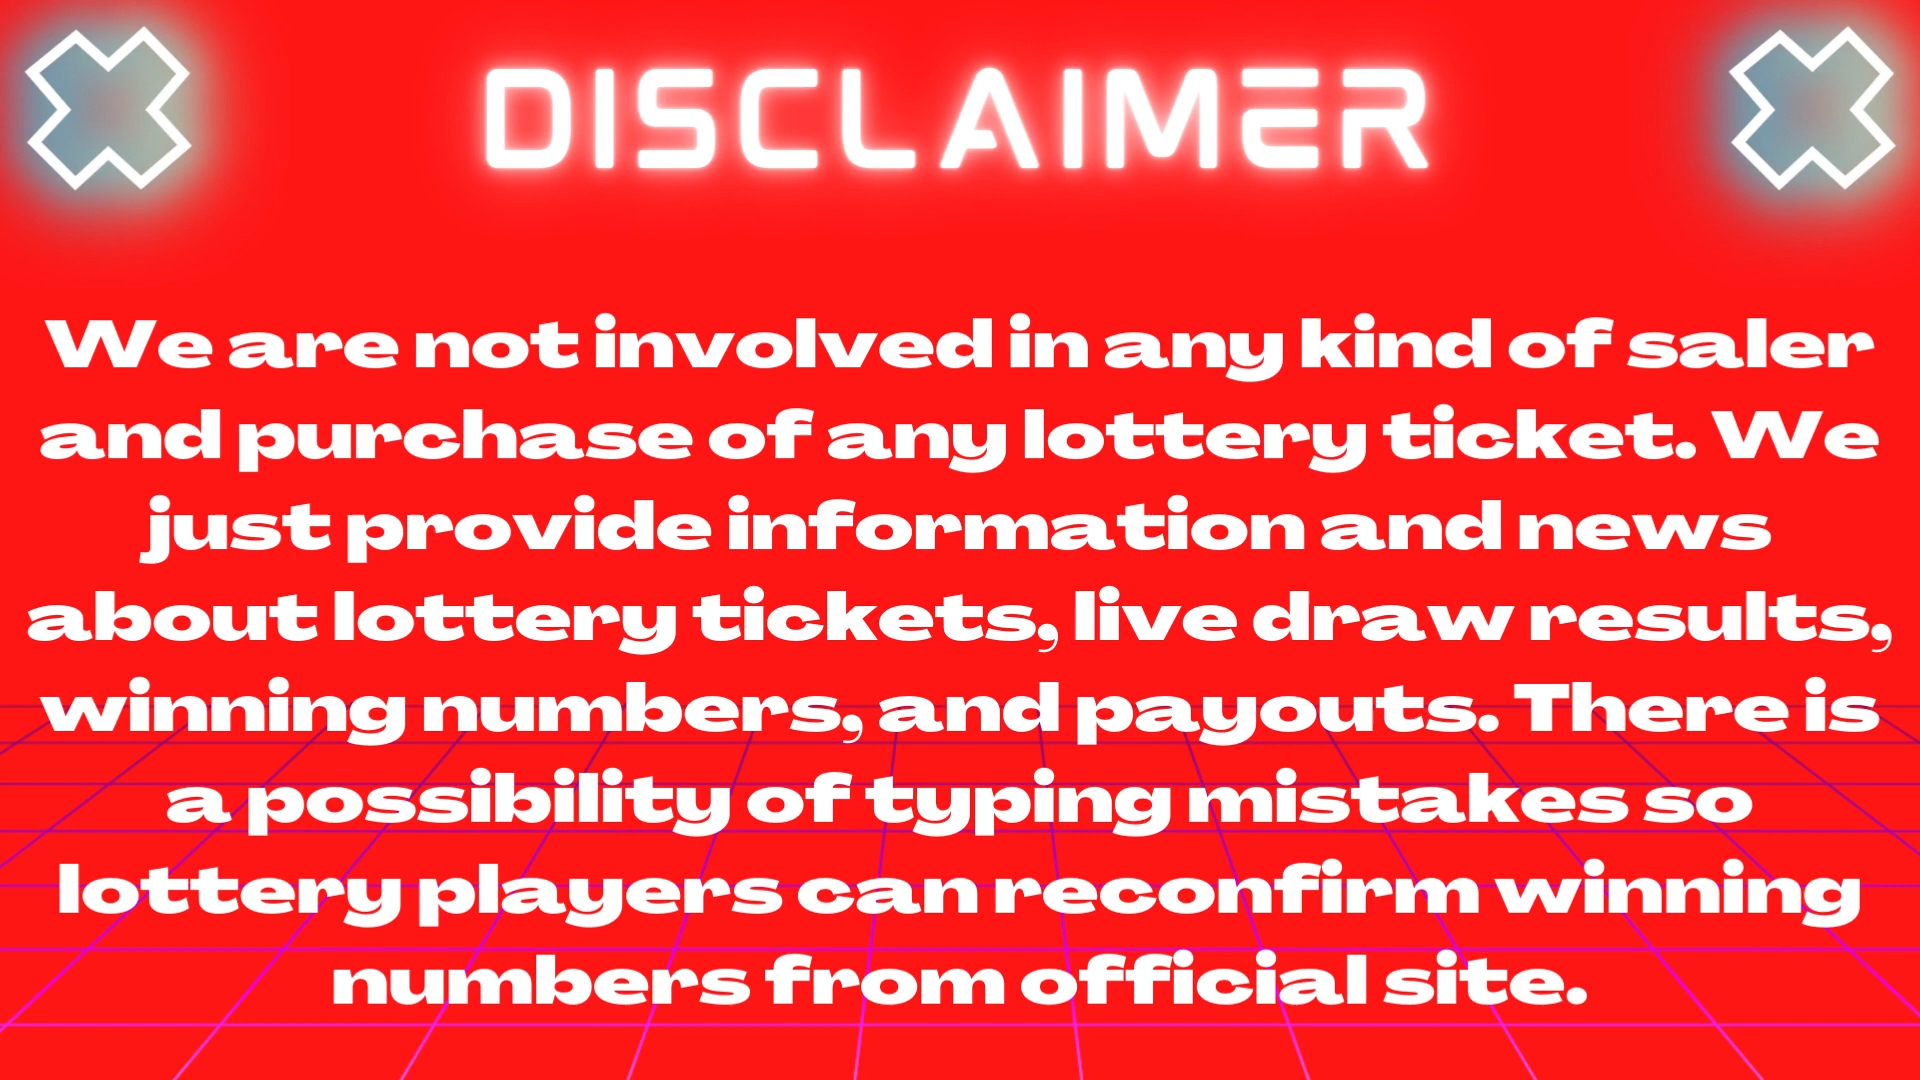 DISCLAIMER
We are not involved in any kind of saler
and purchase of any lottery ticket. We
just provide information and news
about lottery tickets, live draw results,
winning numbers, and payouts. There is
a possibility of typing mistakes so
lottery players can reconfirm winning
numbers from official site.